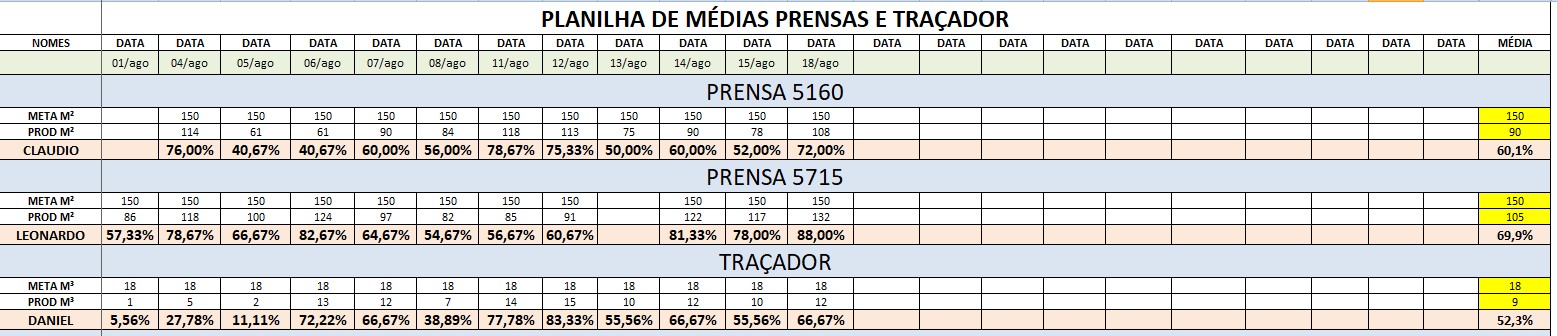 PLANILHA DE MÉDIAS PRENSAS E TRAÇADOR
NOMES DATA DATA DATA DATA DATA DATA DATA DATA DATA DATA DATA DATA DATA DATA DATA DATA DATA DATA DATA DATA DATA DATA MÉDIA
01/ago 04/ago 05/ago 06/ago 07/ago 08/ago 11/ago 12/ago 13/ago 14/ago 15/ago 18/ago
PRENSA 5160
META M² 150 150 150 150 150 150 150 150 150 150 150 150
PROD M² 114 61 61 90 84 118 113 75 90 78 108 90
CLAUDIO 76,00% 40,67% 40,67% 60,00% 56,00% 78,67% 75,33% 50,00% 60,00% 52,00% 72,00% 60,1%
PRENSA 5715
META M² 150 150 150 150 150 150 150 150 150 150 150 150
PROD M² 86 118 100 124 97 82 85 91 122 117 132 105
LEONARDO 57,33% 78,67% 66,67% 82,67% 64,67% 54,67% 56,67% 60,67% 81,33% 78,00% 88,00% 69,9%
TRAÇADOR
META M³ 18 18 18 18 18 18 18 18 18 18 18 18 18
PROD M³ 1 5 2 13 12 7 14 15 10 12 10 12 9
DANIEL 5,56% 27,78% 11,11% 72,22% 66,67% 38,89% 77,78% 83,33% 55,56% 66,67% 55,56% 66,67% 52,3%